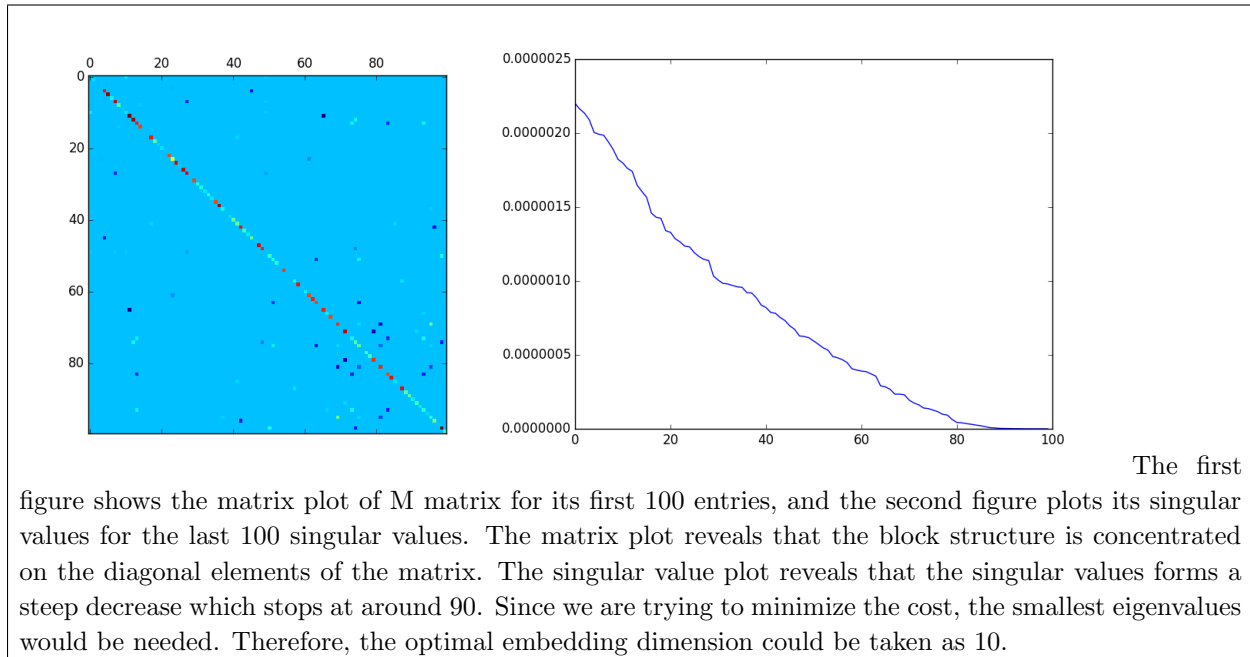 0 20 40 60 80
0
20
40
60
80
0.0000025
0.0000020
0.0000015
0.0000010
0.0000005
0.0000000
0 20 40 60 80 100
The first
figure shows the matrix plot of M matrix for its first 100 entries, and the second figure plots its singular
values for the last 100 singular values. The matrix plot reveals that the block structure is concentrated
on the diagonal elements of the matrix. The singular value plot reveals that the singular values forms a
steep decrease which stops at around 90. Since we are trying to minimize the cost, the smallest eigenvalues
would be needed. Therefore, the optimal embedding dimension could be taken as 10.